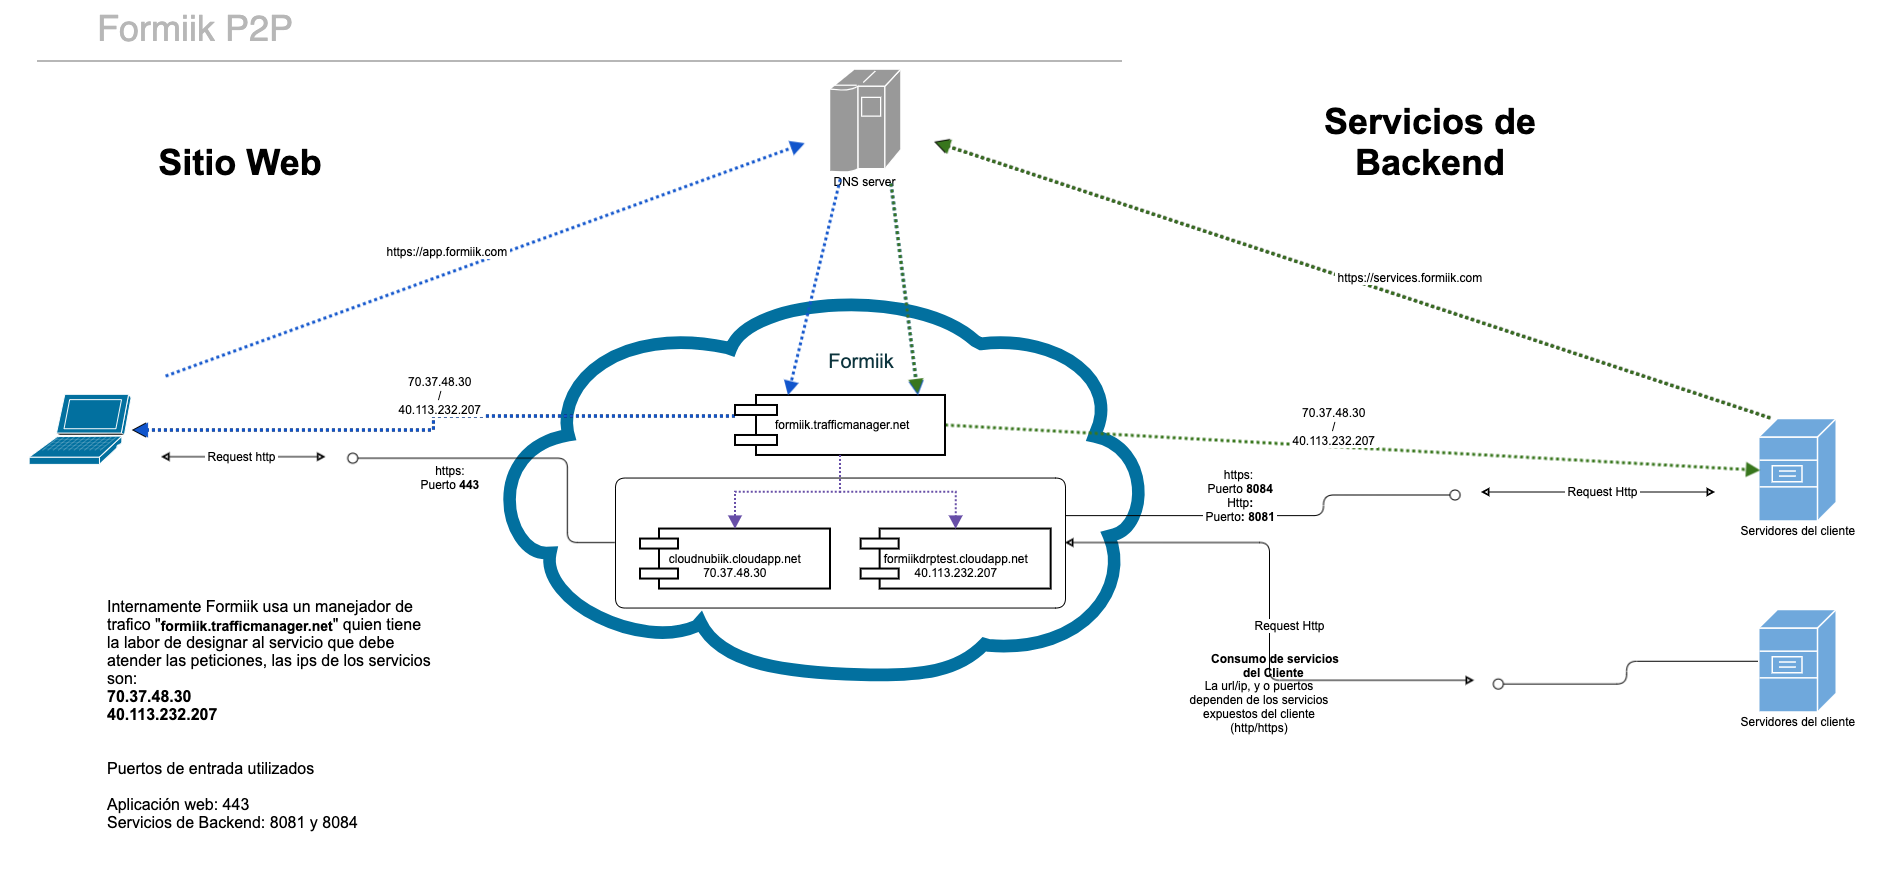 Formiik P2P
Sitio Web
Servicios de
Backend
DNS server
https://app.formiik.com
https://services.formiik.com
Formiik
formiik.trafficmanager.net
70.37.48.30
/
40.113.232.207
70.37.48.30
/
40.113.232.207
Request http
https:
Puerto 443
https:
Puerto 8084
Http:
Puerto: 8081
Request Http
Servidores del cliente
cloudnubiik.cloudapp.net
70.37.48.30
formiikdrptest.cloudapp.net
40.113.232.207
Request Http
Consumo de servicios
del Cliente
La url/ip, y o puertos
dependen de los servicios
expuestos del cliente
(http/https)
Servidores del cliente
Internamente Formiik usa un manejador de
trafico "formiik.trafficmanager.net" quien tiene
la labor de designar al servicio que debe
atender las peticiones, las ips de los servicios
son:
70.37.48.30
40.113.232.207
Puertos de entrada utilizados
Aplicación web: 443
Servicios de Backend: 8081 y 8084